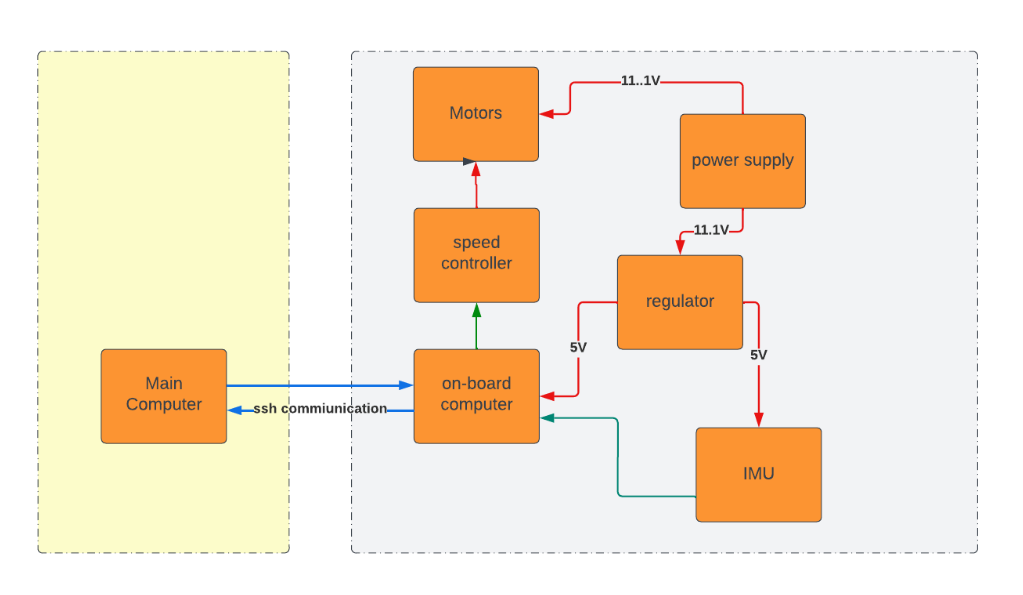 11..1V
Motors
power supply
11.1V
speed
controller
regulator
5V
5V
Main
Computer
on-board
computer
ssh commiunication
IMU